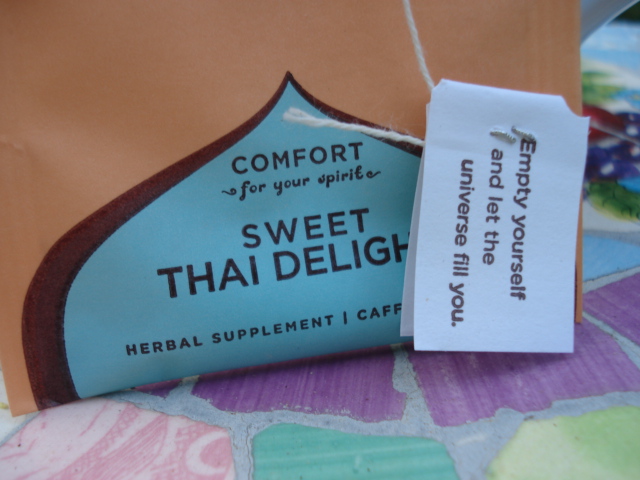 COMFORT
for your spirit
SWEET
THAI DELIGH
HERBAL SUPPLEMENT | CAFF
Empty yourself
and let the
universe fill you.